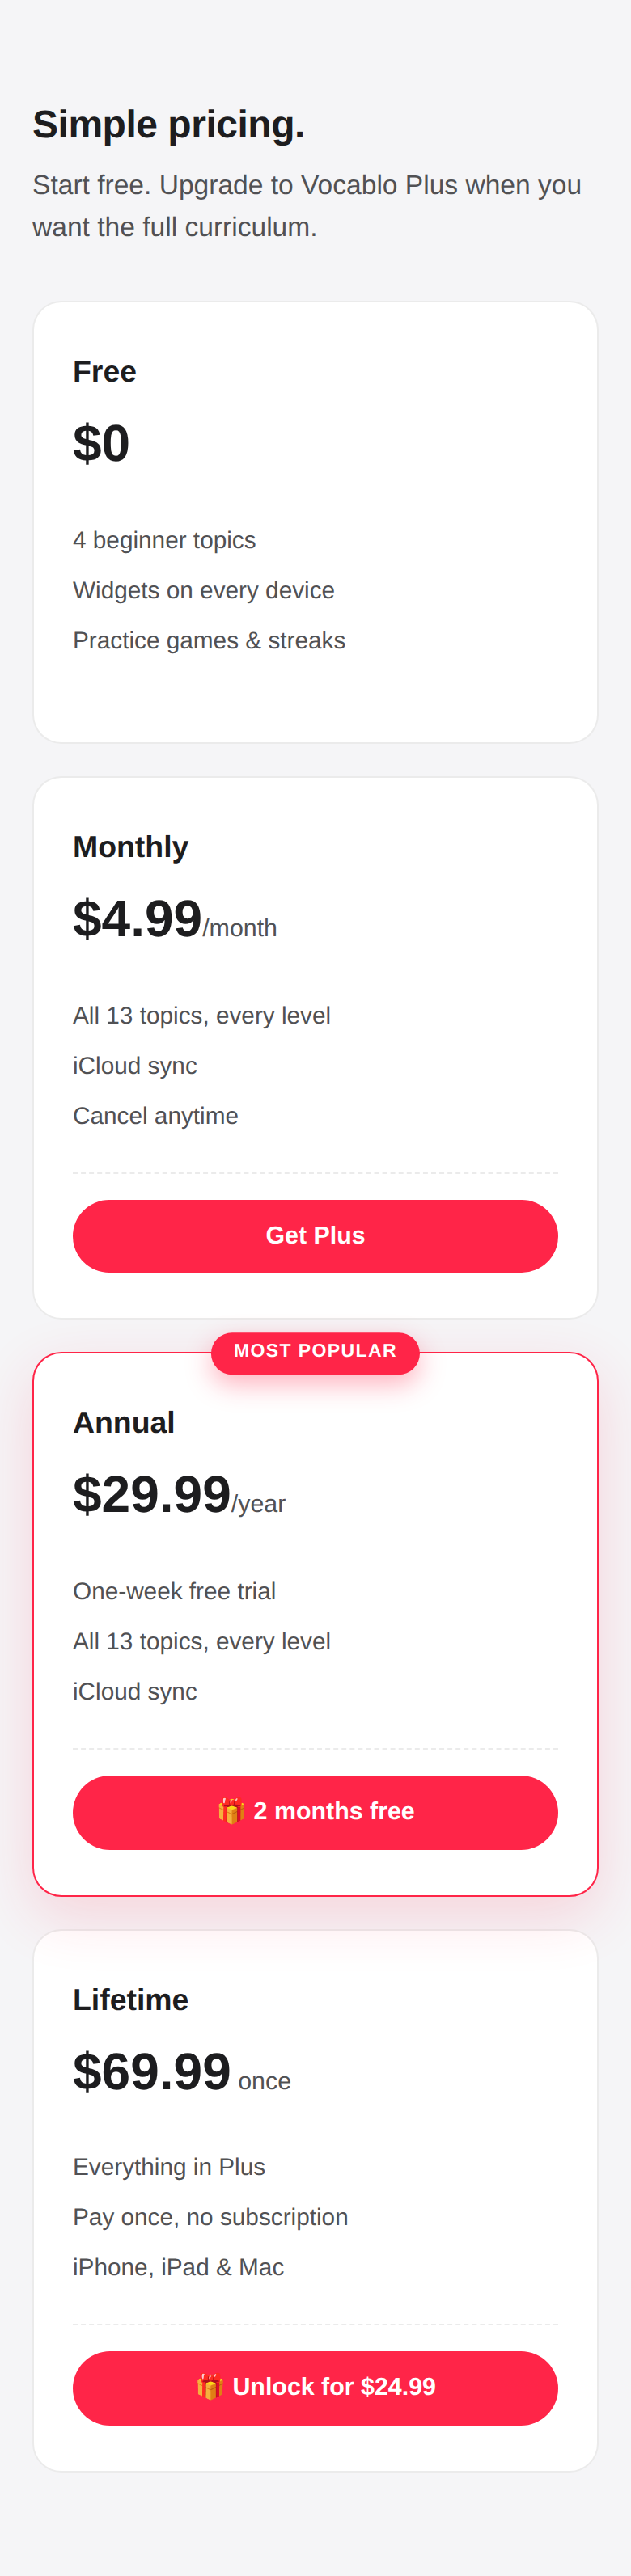 Simple pricing.
Start free. Upgrade to Vocablo Plus when you
want the full curriculum.
Free
$0
4 beginner topics
Widgets on every device
Practice games & streaks
Monthly
$4.99/month
All 13 topics, every level
iCloud sync
Cancel anytime
Get Plus
MOST POPULAR
Annual
$29.99/year
One-week free trial
All 13 topics, every level
iCloud sync
🎁 2 months free
Lifetime
$69.99 once
Everything in Plus
Pay once, no subscription
iPhone, iPad & Mac
🎁 Unlock for $24.99